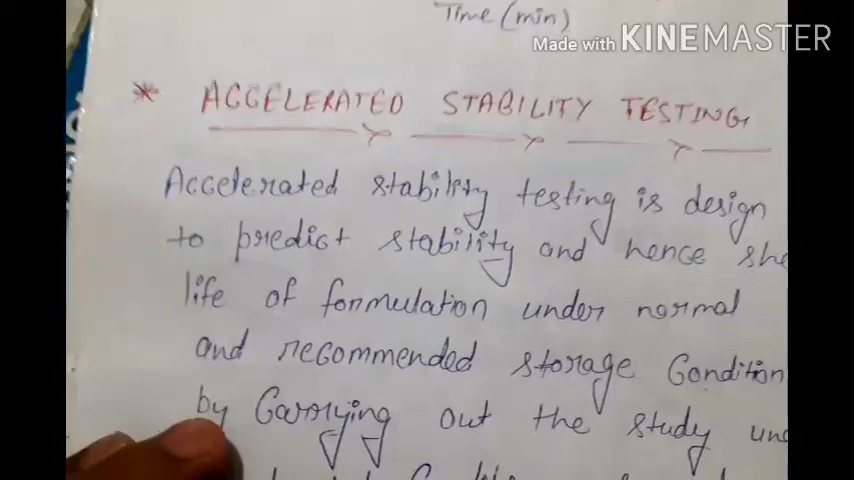 Time (min)
Made with KINEMASTER
* ACCELERATED STABILITY TESTING
Accelerated stability testing is design
to predict stability and hence she
life of formulation under normal
and recommended storage Condition
by Carrying out the study und